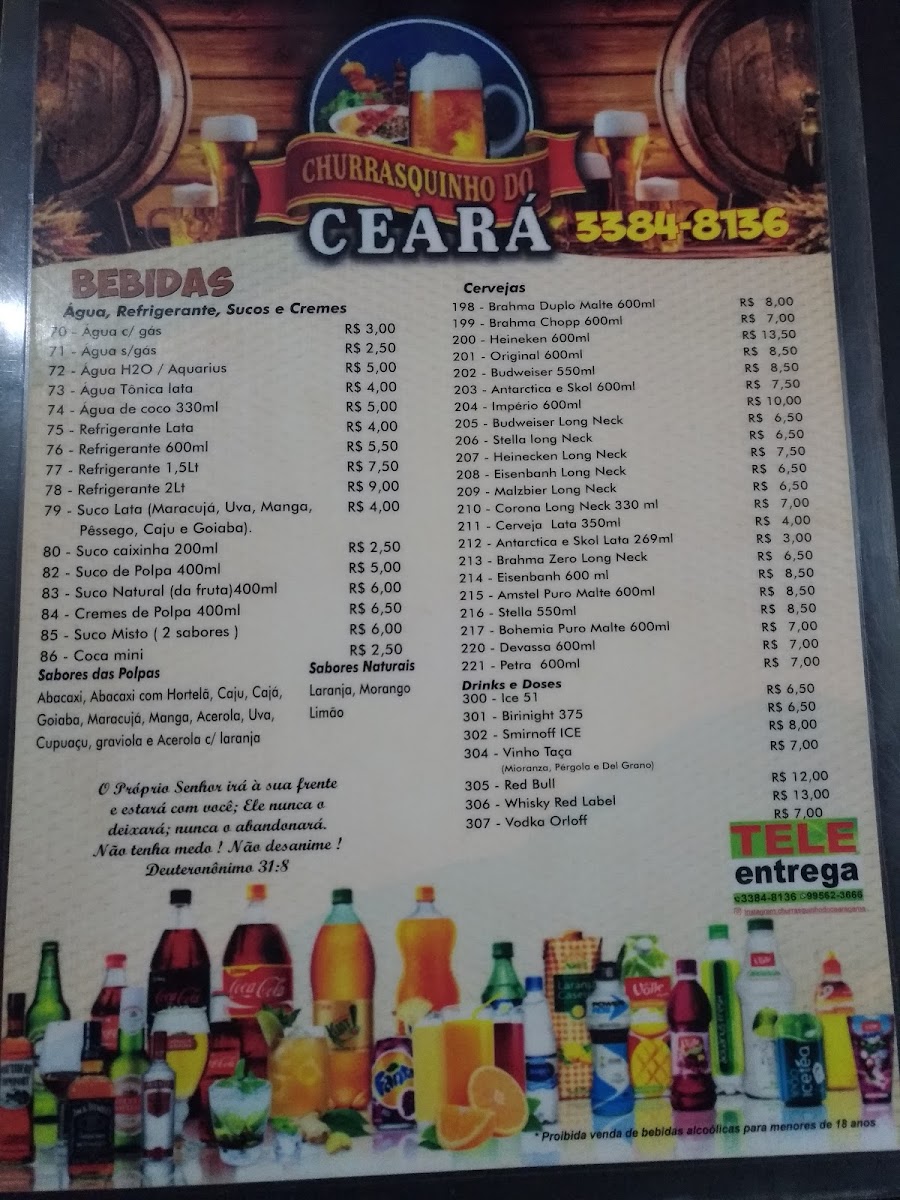 CHURRASQUINHO DO
CEARÁ
3384-8136
BEBIDAS
Água, Refrigerante, Sucos e Cremes
70 - Água c/ gás R$ 3,00
71 - Água s/gás R$ 2,50
72 - Água H2O / Aquarius R$ 5,00
73 - Água Tônica lata R$ 4,00
74 - Água de coco 330ml R$ 5,00
75 - Refrigerante Lata R$ 4,00
76 - Refrigerante 600ml R$ 5,50
77 - Refrigerante 1,5Lt R$ 7,50
78 - Refrigerante 2Lt R$ 9,00
79 - Suco Lata (Maracujá, Uva, Manga, R$ 4,00
Pêssego, Caju e Goiaba).
80 - Suco caixinha 200ml R$ 2,50
82 - Suco de Polpa 400ml R$ 5,00
83 - Suco Natural (da fruta)400ml R$ 6,00
84 - Cremes de Polpa 400ml R$ 6,50
85 - Suco Misto ( 2 sabores ) R$ 6,00
86 - Coca mini R$ 2,50
Sabores das Polpas
Abacaxi, Abacaxi com Hortelã, Caju, Cajá,
Goiaba, Maracujá, Manga, Acerola, Uva,
Cupuaçu, graviola e Acerola c/ laranja
Sabores Naturais
Laranja, Morango
Limão
O Próprio Senhor irá à sua frente
e estará com você; Ele nunca o
deixará; nunca o abandonará.
Não tenha medo ! Não desanime !
Deuteronônimo 31:8
Cervejas
198 - Brahma Duplo Malte 600ml R$ 8,00
199 - Brahma Chopp 600ml R$ 7,00
200 - Heineken 600ml R$ 13,50
201 - Original 600ml R$ 8,50
202 - Budweiser 550ml R$ 8,50
203 - Antarctica e Skol 600ml R$ 7,50
204 - Império 600ml R$ 10,00
205 - Budweiser Long Neck R$ 6,50
206 - Stella long Neck R$ 6,50
207 - Heinecken Long Neck R$ 7,50
208 - Eisenbanh Long Neck R$ 6,50
209 - Malzbier Long Neck R$ 6,50
210 - Corona Long Neck 330 ml R$ 7,00
211 - Cerveja Lata 350ml R$ 4,00
212 - Antarctica e Skol Lata 269ml R$ 3,00
213 - Brahma Zero Long Neck R$ 6,50
214 - Eisenbanh 600 ml R$ 8,50
215 - Amstel Puro Malte 600ml R$ 8,50
216 - Stella 550ml R$ 8,50
217 - Bohemia Puro Malte 600ml R$ 7,00
220 - Devassa 600ml R$ 7,00
221 - Petra 600ml R$ 7,00
Drinks e Doses
300 - Ice 51 R$ 6,50
301 - Birinight 375 R$ 6,50
302 - Smirnoff ICE R$ 8,00
304 - Vinho Taça R$ 7,00
(Mioranza, Pérgola e Del Grano)
305 - Red Bull R$ 12,00
306 - Whisky Red Label R$ 13,00
307 - Vodka Orloff R$ 7,00
TELE
entrega
3384-8136 99562-3666
Coca-Cola
Coca-Cola
Kuat
Fanta
Völle
* Proibida venda de bebidas alcoólicas para menores de 18 anos